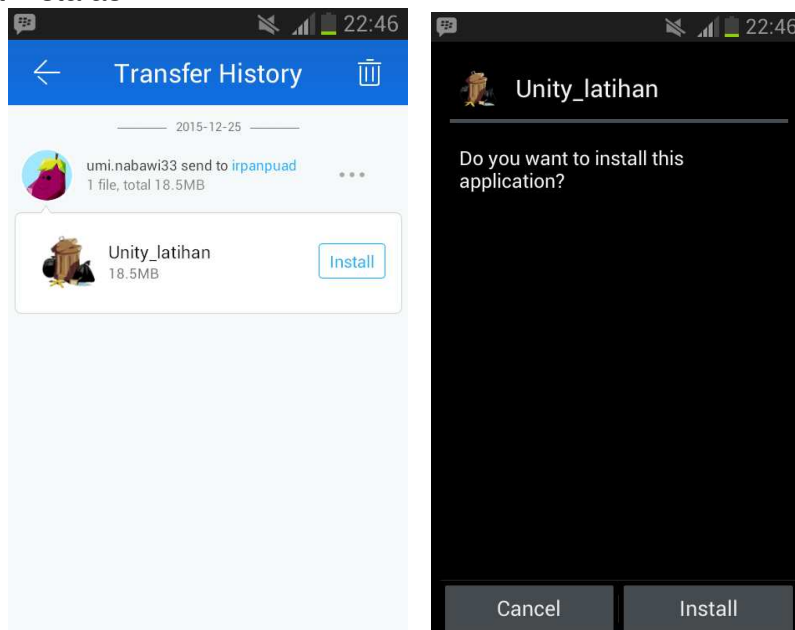 22:46
Transfer History
2015-12-25
umi.nabawi33 send to irpanpuad
1 file, total 18.5MB
Unity_latihan
18.5MB
Install
22:46
Unity_latihan
Do you want to install this
application?
Cancel
Install